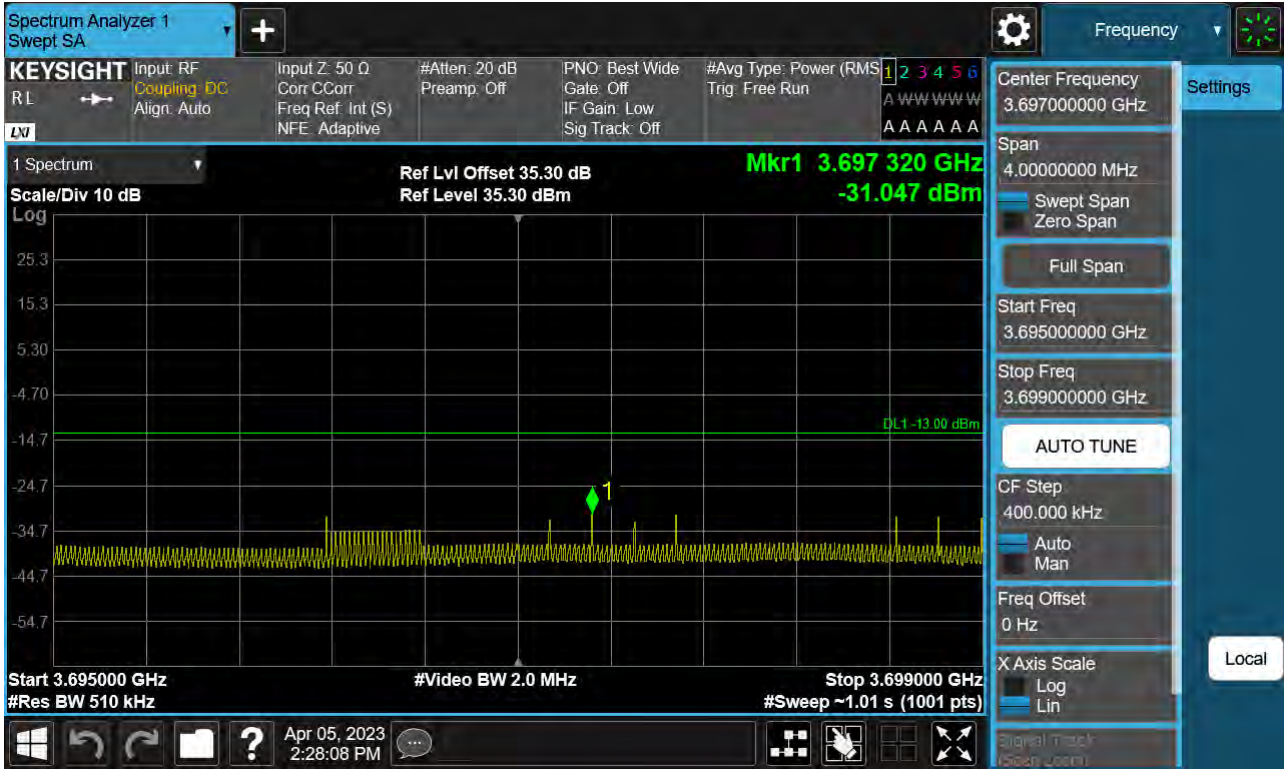 Spectrum Analyzer 1
Swept SA
Frequency
KEYSIGHT
R L
LXI
Input: RF
Coupling: DC
Align: Auto
Input Z: 50 Ω
Corr CCorr
Freq Ref: Int (S)
NFE: Adaptive
#Atten: 20 dB
Preamp: Off
PNO: Best Wide
Gate: Off
IF Gain: Low
Sig Track: Off
#Avg Type: Power (RMS
Trig: Free Run
1 2 3 4 5 6
A W W W W W
A A A A A A
Center Frequency
3.697000000 GHz
Settings
Span
4.00000000 MHz
Swept Span
Zero Span
Full Span
Start Freq
3.695000000 GHz
Stop Freq
3.699000000 GHz
AUTO TUNE
CF Step
400.000 kHz
Auto
Man
Freq Offset
0 Hz
X Axis Scale
Log
Lin
Signal Track
(Span Zoom)
Local
1 Spectrum
Scale/Div 10 dB
Log
Ref Lvl Offset 35.30 dB
Ref Level 35.30 dBm
Mkr1 3.697 320 GHz
-31.047 dBm
25.3
15.3
5.30
-4.70
DL1 -13.00 dBm
-14.7
-24.7
1
-34.7
-44.7
-54.7
Start 3.695000 GHz
#Video BW 2.0 MHz
Stop 3.699000 GHz
#Res BW 510 kHz
#Sweep ~1.01 s (1001 pts)
?
Apr 05, 2023
2:28:08 PM